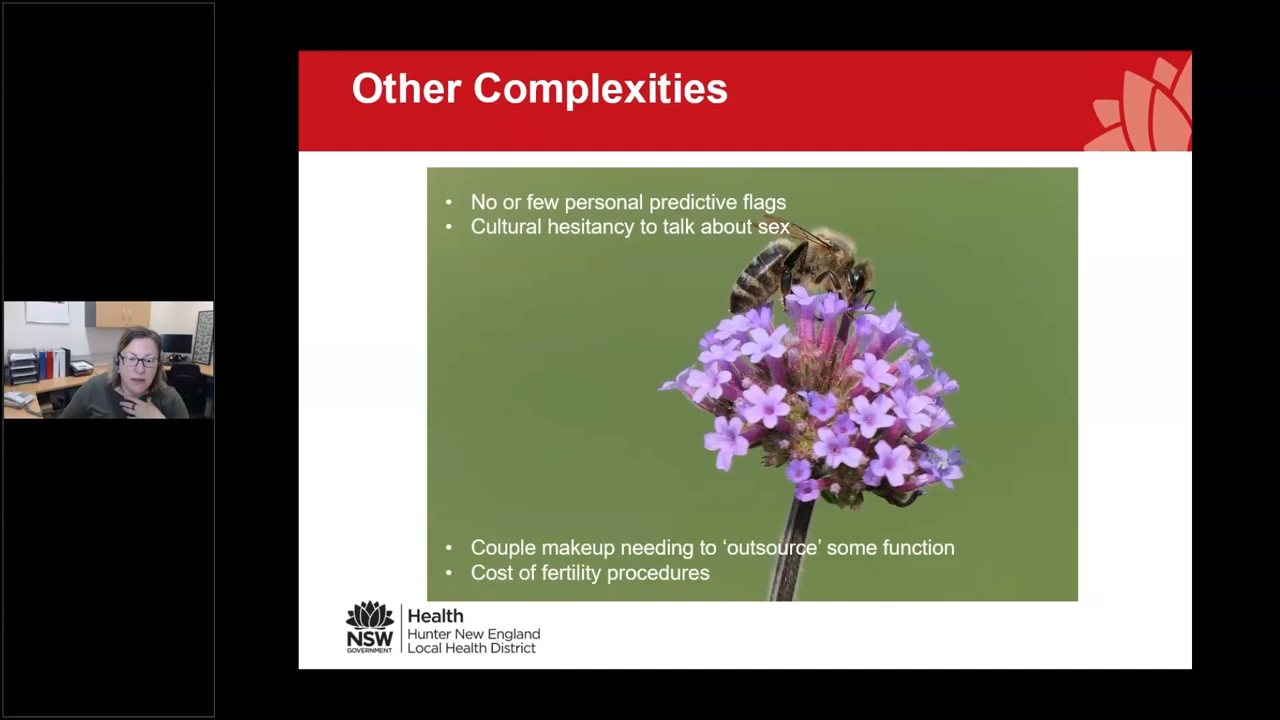 Other Complexities
• No or few personal predictive flags
• Cultural hesitancy to talk about sex
• Couple makeup needing to ‘outsource’ some function
• Cost of fertility procedures
NSW
GOVERNMENT
Health
Hunter New England
Local Health District